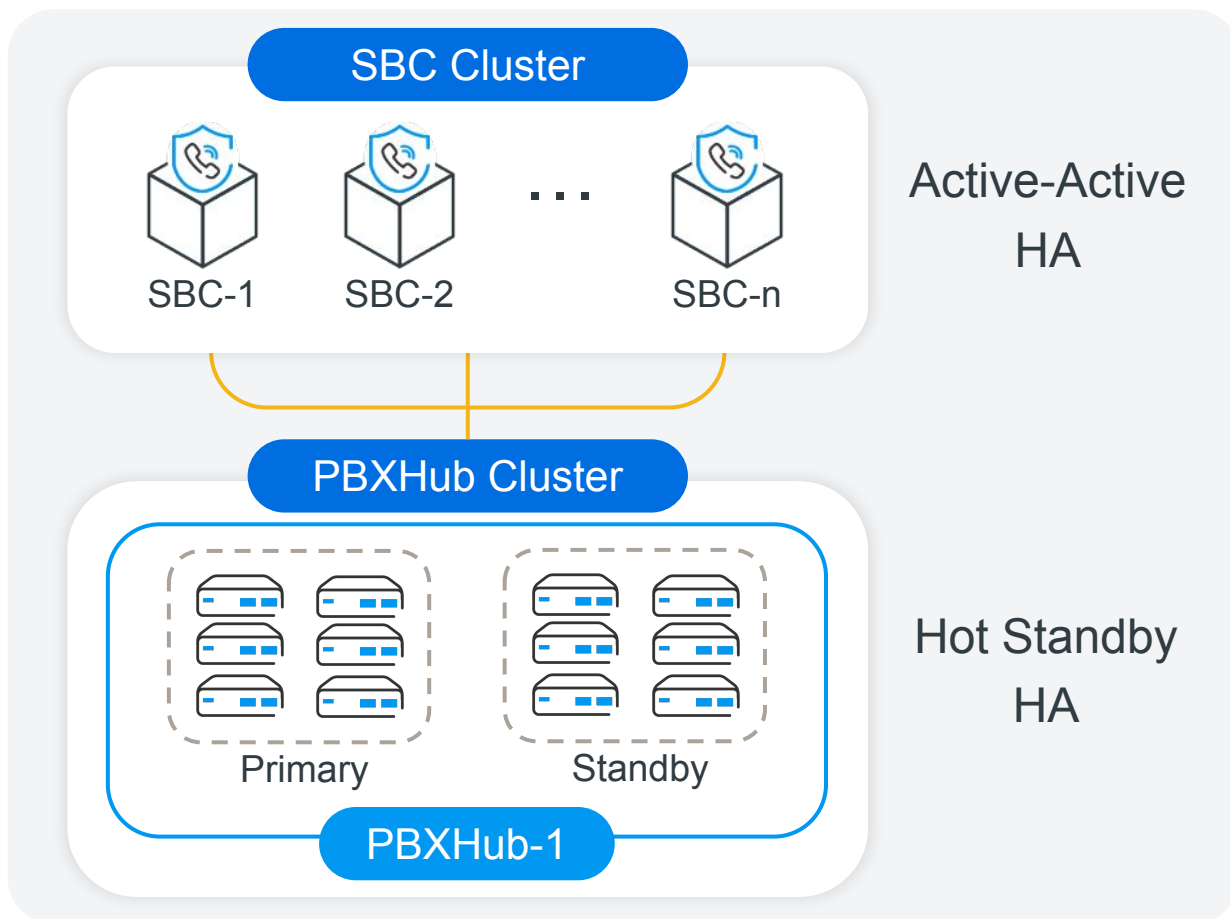 SBC Cluster
SBC-1
SBC-2
...
SBC-n
Active-Active
HA
PBXHub Cluster
Primary
Standby
PBXHub-1
Hot Standby
HA